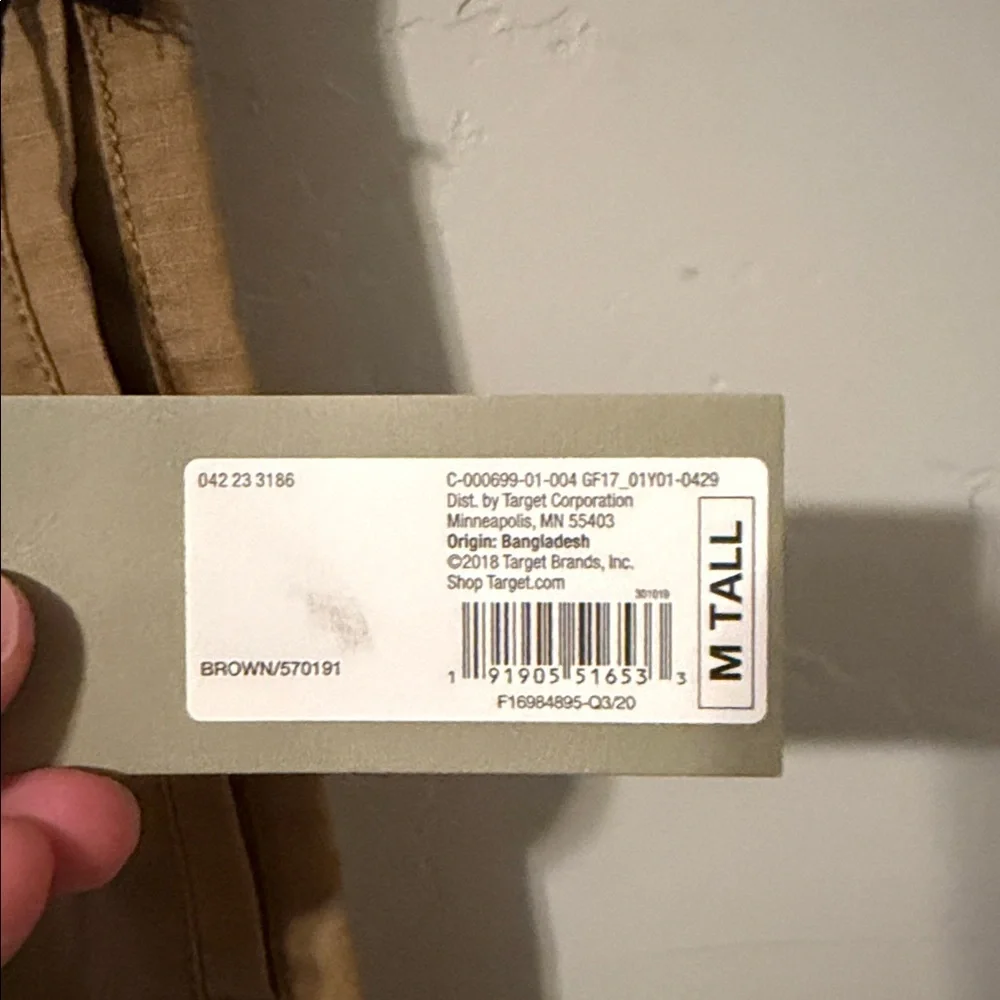 042 23 3186
C-000699-01-004 GF17_01Y01-0429
Dist. by Target Corporation
Minneapolis, MN 55403
Origin: Bangladesh
©2018 Target Brands, Inc.
Shop Target.com
301019
1 91905 51653 3
F16984895-Q3/20
BROWN/570191
M TALL